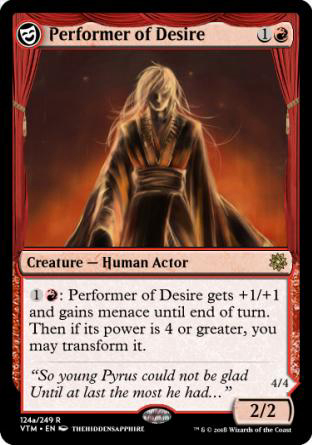 Performer of Desire 1
Creature — Human Actor
1 : Performer of Desire gets +1/+1
and gains menace until end of turn.
Then if its power is 4 or greater, you
may transform it.
“So young Pyrus could not be glad
Until at last the most he had...”
4/4
2/2
124a/249 R
VTM • EN THEHIDDENSAPPHIRE
™ & © 2018 Wizards of the Coast